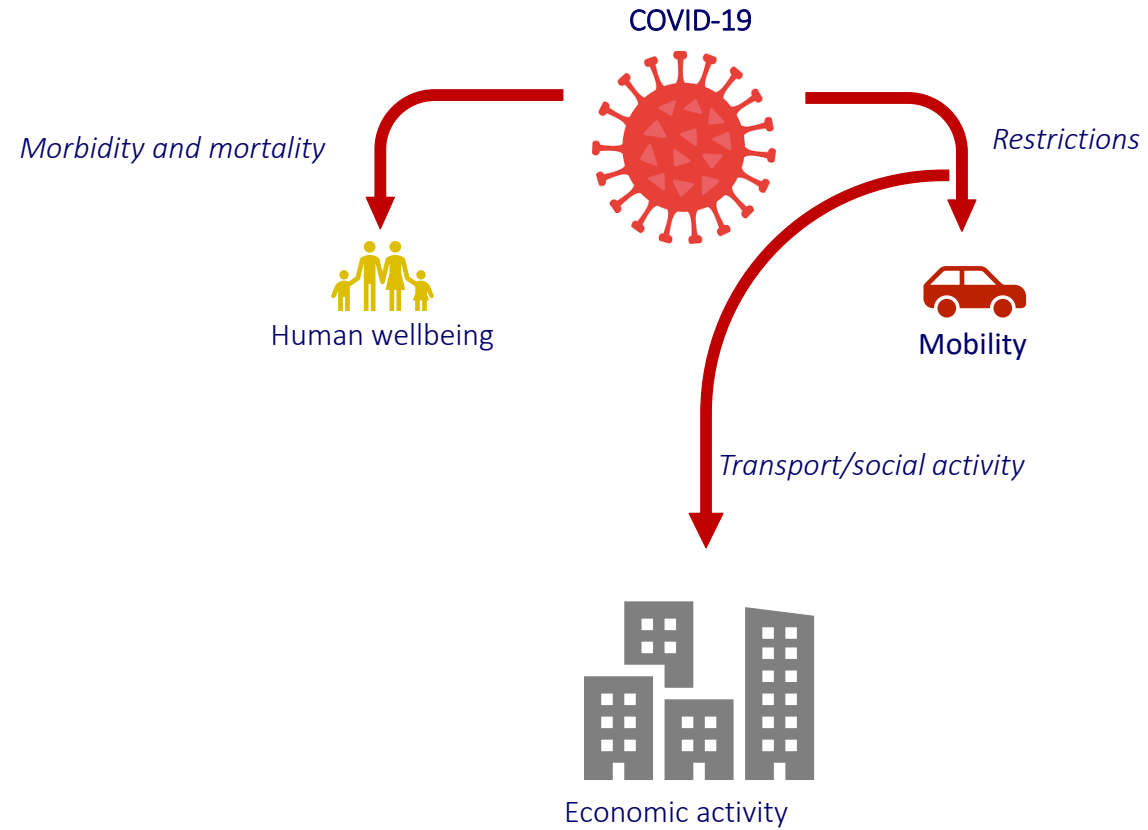 COVID-19
Morbidity and mortality
Restrictions
Human wellbeing
Mobility
Transport/social activity
Economic activity